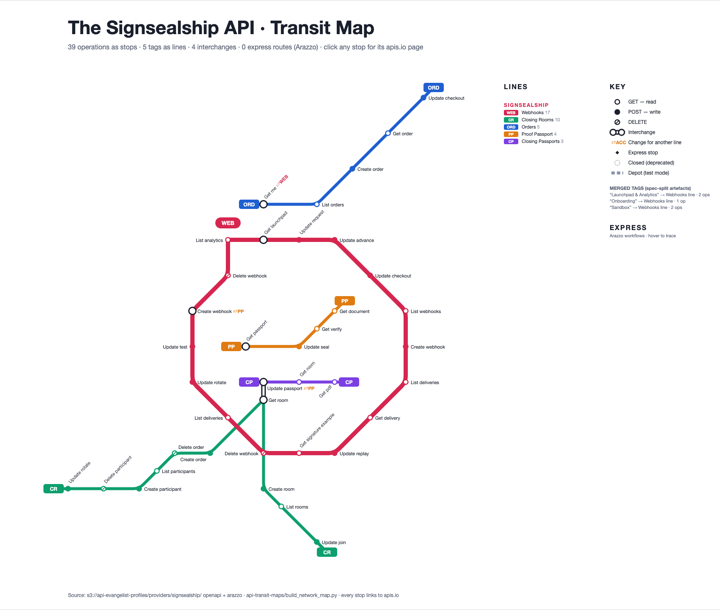 The Signsealship API · Transit Map
39 operations as stops · 5 tags as lines · 4 interchanges · 0 express routes (Arazzo) · click any stop for its apis.io page
ORD
Update checkout
Get order
Create order
Get me ⇄WEB
ORD
List orders
WEB
Get launchpad
Update request
List analytics
Update advance
Delete webhook
Update checkout
PP
Create webhook ⇄PP
Get document
List webhooks
Get passport
Get verify
Update test
PP
Update seal
Create webhook
Get room
CP
CP
Update rotate
Update passport ⇄PP
Get pdf
List deliveries
Get room
List deliveries
Get signature example
Get delivery
Delete order
Delete webhook
Update replay
Create order
Update rotate
Delete participant
List participants
CR
Create participant
Create room
List rooms
Update join
CR
LINES
SIGNSEALSHIP
WEB Webhooks 17
CR Closing Rooms 10
ORD Orders 5
PP Proof Passport 4
CP Closing Passports 3
KEY
GET — read
POST — write
DELETE
Interchange
⇄ACC Change for another line
Express stop
Closed (deprecated)
Depot (test mode)
MERGED TAGS (spec-split artefacts)
"Launchpad & Analytics" → Webhooks line · 2 ops
"Onboarding" → Webhooks line · 1 op
"Sandbox" → Webhooks line · 2 ops
EXPRESS
Arazzo workflows · hover to trace
Source: s3://api-evangelist-profiles/providers/signsealship/ openapi + arazzo · api-transit-maps/build_network_map.py · every stop links to apis.io